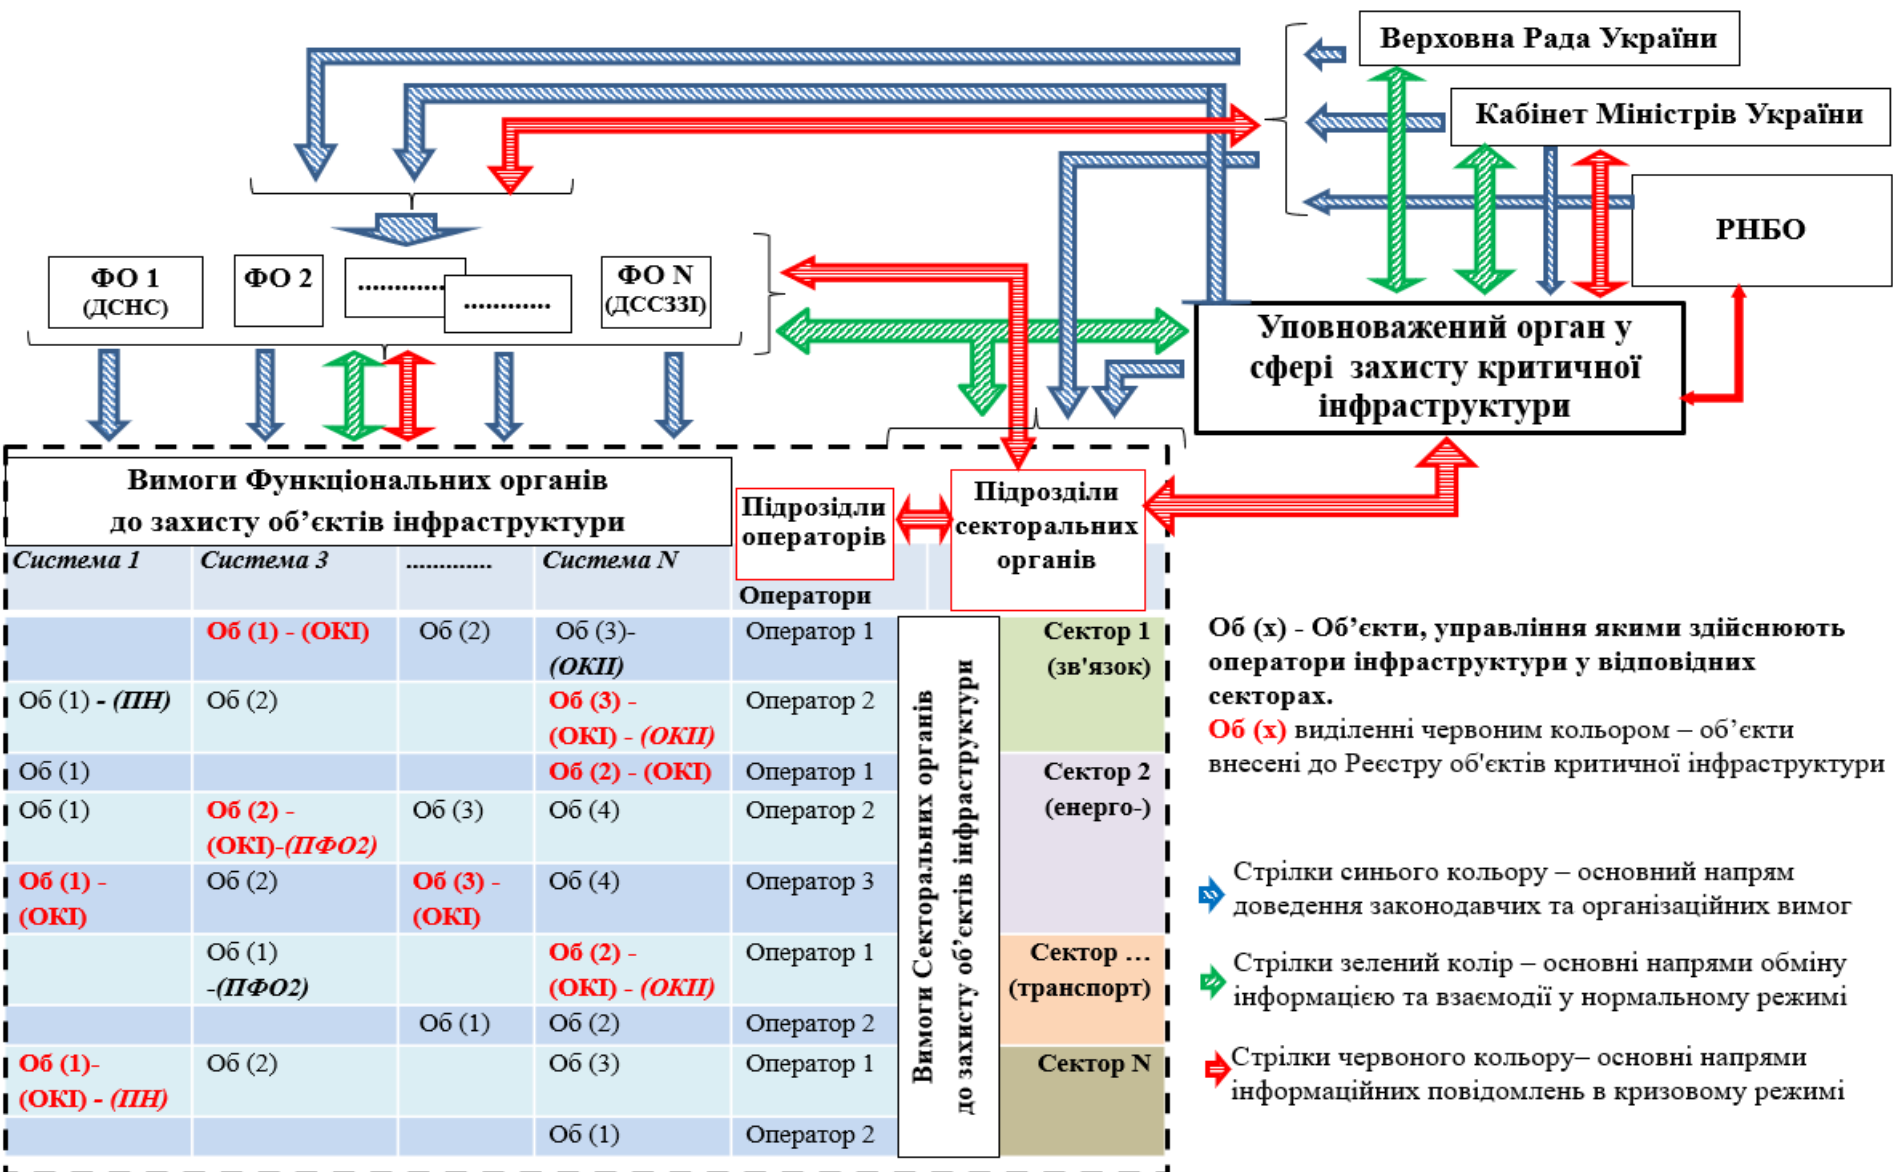 Верховна Рада України
Кабінет Міністрів України
РНБО
ФО 1
(ДСНС)
ФО 2
..............
............
ФО N
(ДССЗЗІ)
Уповноважений орган у
сфері захисту критичної
інфраструктури
Вимоги Функціональних органів
до захисту об’єктів інфраструктури
Підрозідли
операторів
Підрозділи
секторальних
органів
Система 1 Система 3 ............. Система N
Оператори
Об (1) - (ОКІ) Об (2) Об (3)- Оператор 1 Сектор 1
(ОКІІ) (зв'язок)
Об (1) - (ПН) Об (2) Об (3) - Оператор 2
(ОКІ) - (ОКІІ)
Об (1) Об (2) - (ОКІ) Оператор 1 Сектор 2
(енерго-)
Об (1) Об (2) - Об (3) Об (4) Оператор 2
(ОКІ)-(ПФО2)
Об (1) - Об (2) Об (3) - Об (4) Оператор 3
(ОКІ) (ОКІ)
Об (1) Об (2) - Оператор 1 Сектор ...
-(ПФО2) (ОКІ) - (ОКІІ) (транспорт)
Об (1) Об (2) Оператор 2
Об (1)- Об (2) Об (3) Оператор 1 Сектор N
(ОКІ) - (ПН)
Об (1) Оператор 2
Вимоги Секторальних органів
до захисту об’єктів інфраструктури
Об (х) - Об’єкти, управління якими здійснюють
оператори інфраструктури у відповідних
секторах.
Об (х) виділенні червоним кольором – об’єкти
внесені до Реєстру об'єктів критичної інфраструктури
Стрілки синього кольору – основний напрям
доведення законодавчих та організаційних вимог
Стрілки зелений колір – основні напрями обміну
інформацією та взаємодії у нормальному режимі
Стрілки червоного кольору– основні напрями
інформаційних повідомлень в кризовому режимі